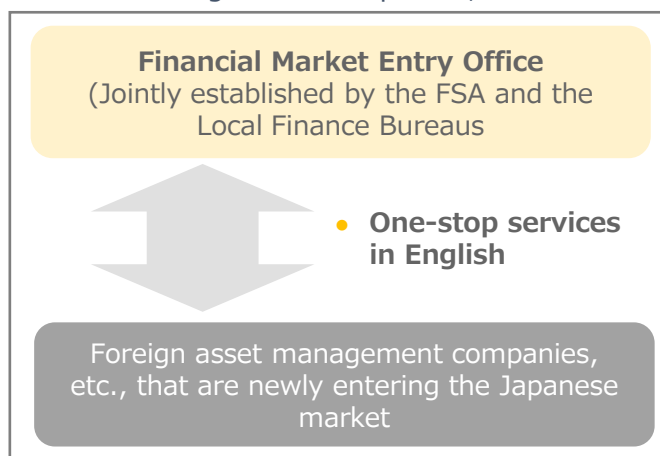 Financial Market Entry Office
(Jointly established by the FSA and the
Local Finance Bureaus
● One-stop services
in English
Foreign asset management companies,
etc., that are newly entering the Japanese
market